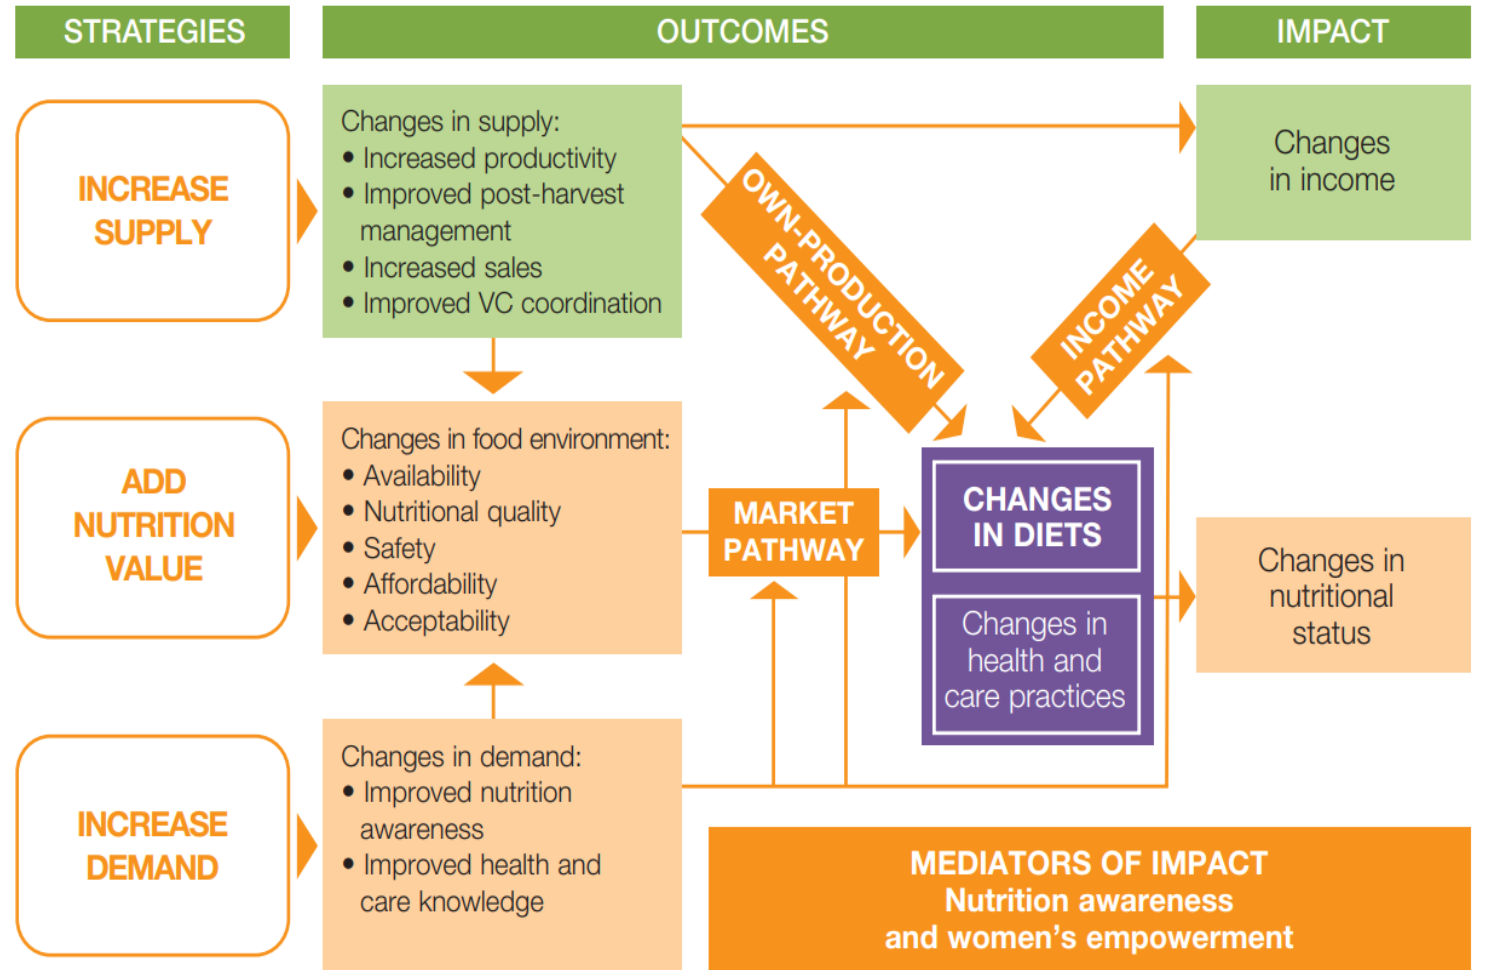 STRATEGIES
OUTCOMES
IMPACT
INCREASE
SUPPLY
Changes in supply:
• Increased productivity
• Improved post-harvest
management
• Increased sales
• Improved VC coordination
OWN-PRODUCTION
PATHWAY
INCOME
PATHWAY
Changes
in income
ADD
NUTRITION
VALUE
Changes in food environment:
• Availability
• Nutritional quality
• Safety
• Affordability
• Acceptability
MARKET
PATHWAY
CHANGES
IN DIETS
Changes in
health and
care practices
Changes in
nutritional
status
INCREASE
DEMAND
Changes in demand:
• Improved nutrition
awareness
• Improved health and
care knowledge
MEDIATORS OF IMPACT
Nutrition awareness
and women's empowerment